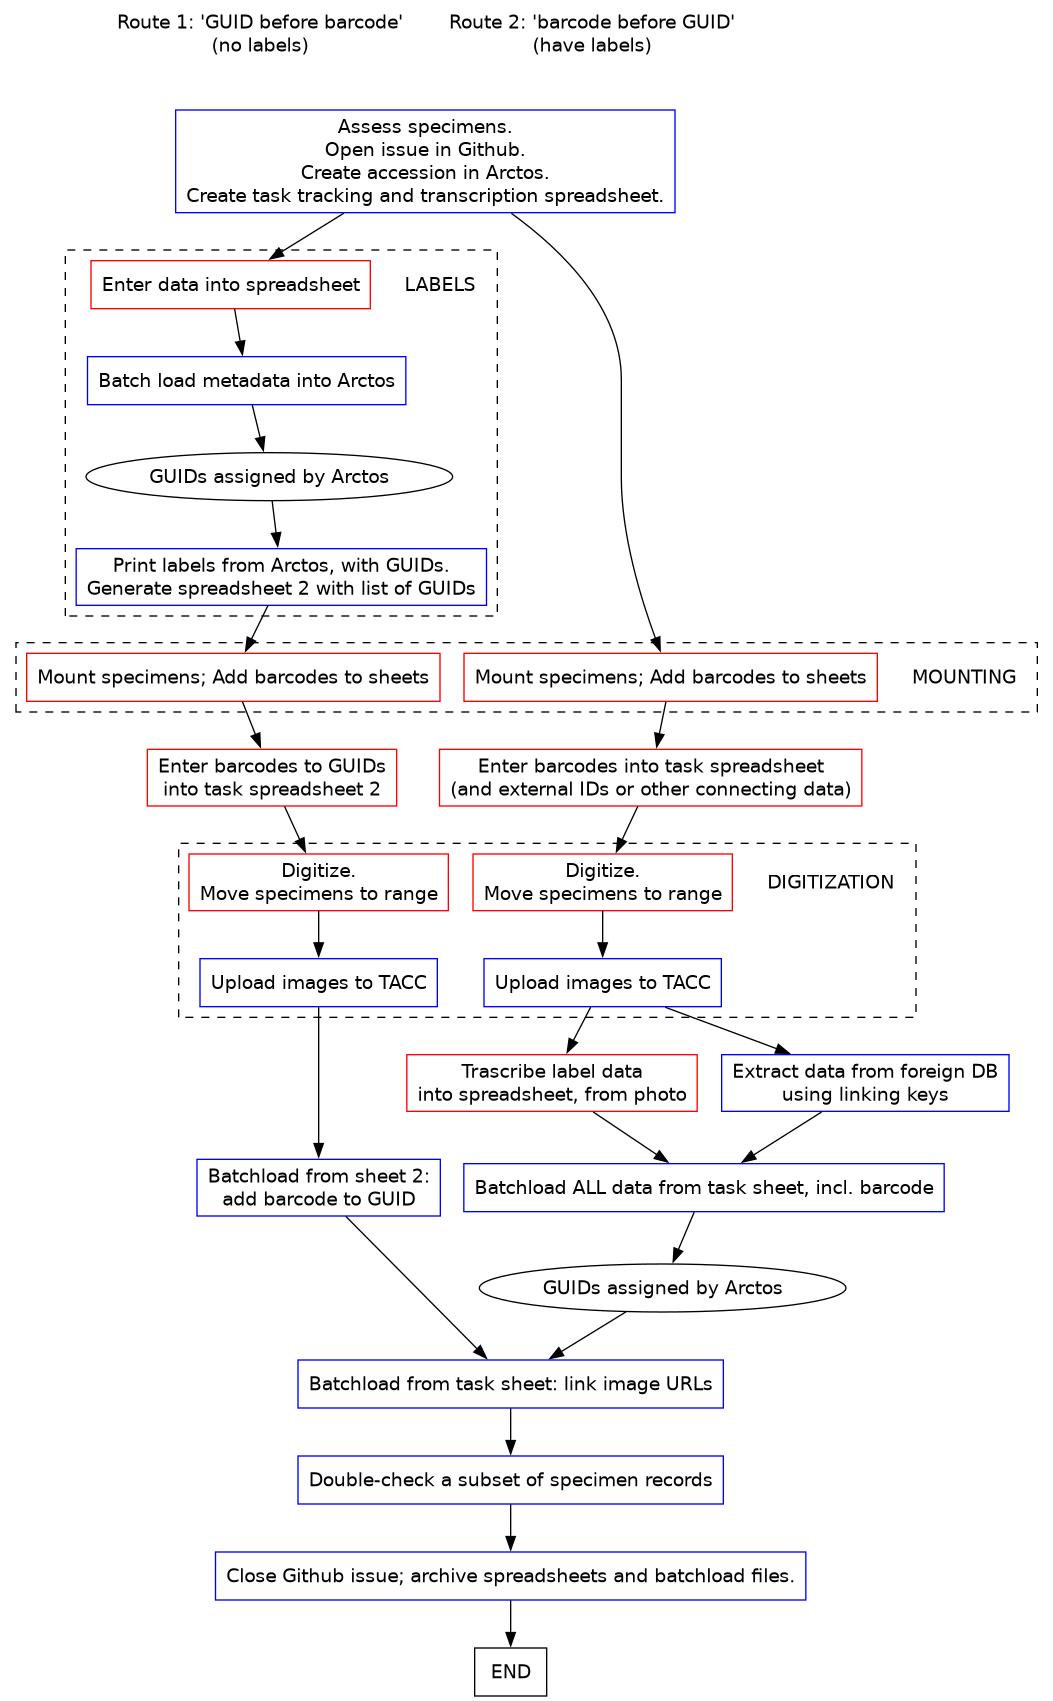 Route 1: 'GUID before barcode'
(no labels)
Route 2: 'barcode before GUID'
(have labels)
Assess specimens.
Open issue in Github.
Create accession in Arctos.
Create task tracking and transcription spreadsheet.
Enter data into spreadsheet
LABELS
Batch load metadata into Arctos
GUIDs assigned by Arctos
Print labels from Arctos, with GUIDs.
Generate spreadsheet 2 with list of GUIDs
Mount specimens; Add barcodes to sheets
Mount specimens; Add barcodes to sheets
MOUNTING
Enter barcodes to GUIDs
into task spreadsheet 2
Enter barcodes into task spreadsheet
(and external IDs or other connecting data)
Digitize.
Move specimens to range
Digitize.
Move specimens to range
DIGITIZATION
Upload images to TACC
Upload images to TACC
Trascribe label data
into spreadsheet, from photo
Extract data from foreign DB
using linking keys
Batchload from sheet 2:
add barcode to GUID
Batchload ALL data from task sheet, incl. barcode
GUIDs assigned by Arctos
Batchload from task sheet: link image URLs
Double-check a subset of specimen records
Close Github issue; archive spreadsheets and batchload files.
END